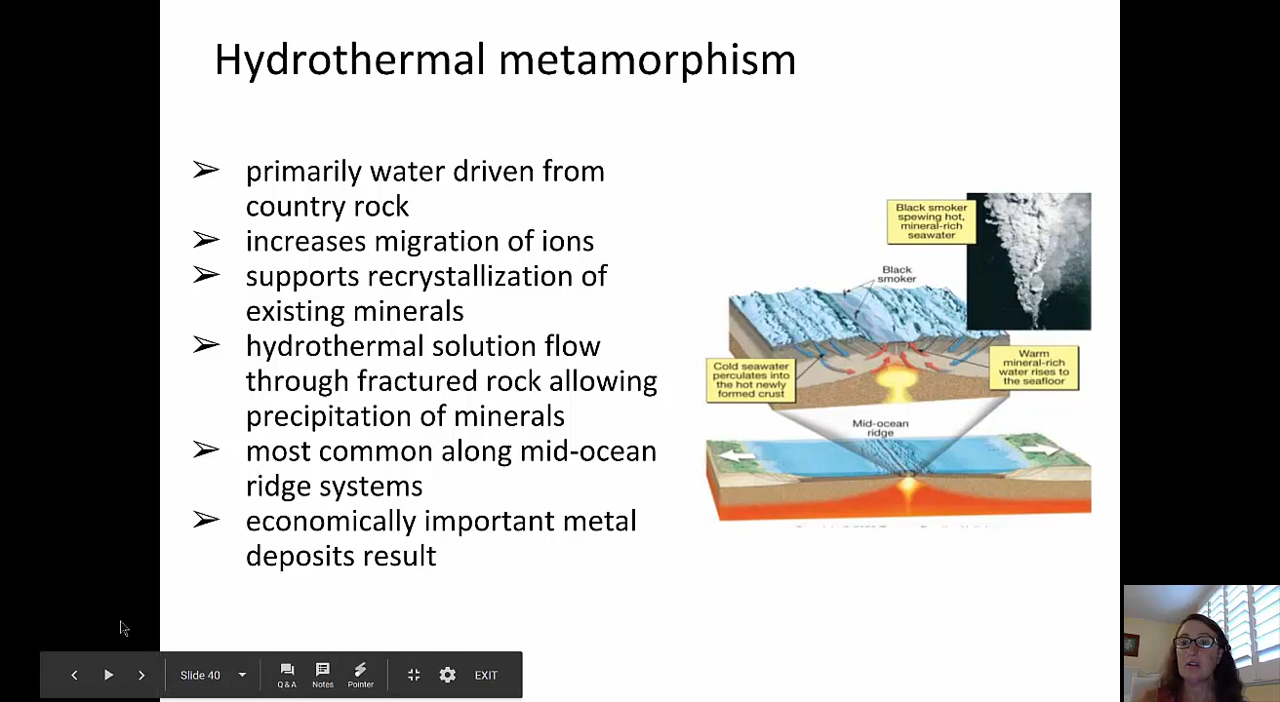 Hydrothermal metamorphism
➢ primarily water driven from
country rock
➢ increases migration of ions
➢ supports recrystallization of
existing minerals
➢ hydrothermal solution flow
through fractured rock allowing
precipitation of minerals
➢ most common along mid-ocean
ridge systems
➢ economically important metal
deposits result
Black smoker
spewing hot,
mineral-rich
seawater
Black
smoker
Cold seawater
perculates into
the hot newly
formed crust
Warm
mineral-rich
water rises to
the seafloor
Mid-ocean
ridge
Slide 40
Q & A
Notes
Pointer
EXIT